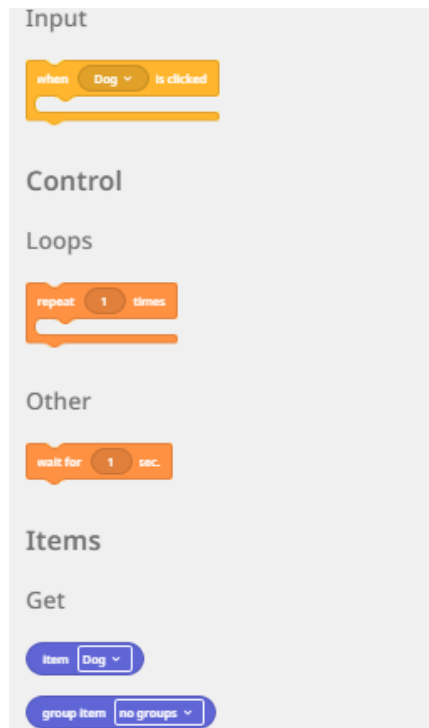 Input
when Dog is clicked
Control
Loops
repeat 1 times
Other
wait for 1 sec.
Items
Get
item Dog
group item no groups